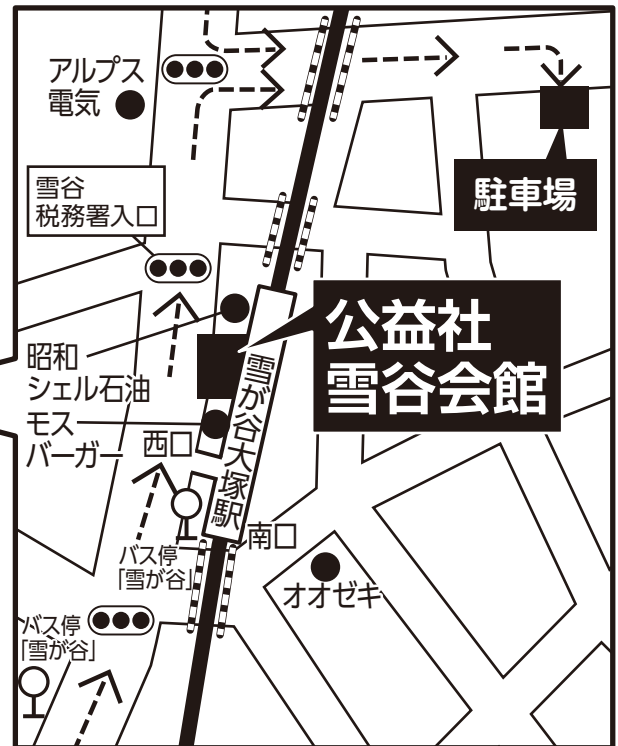 アルプス
電気
雪谷
税務署入口
駐車場
公益社
雪谷会館
昭和
シェル石油
モス
バーガー
西口
雪が谷大塚駅
南口
バス停
「雪が谷」
オオゼキ
バス停
「雪が谷」